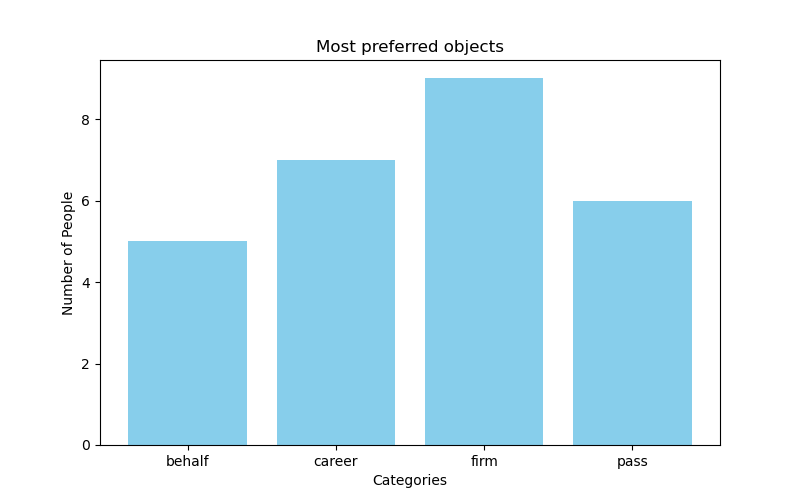 Most preferred objects
Number of People
8
6
4
2
0
behalf career firm pass
Categories